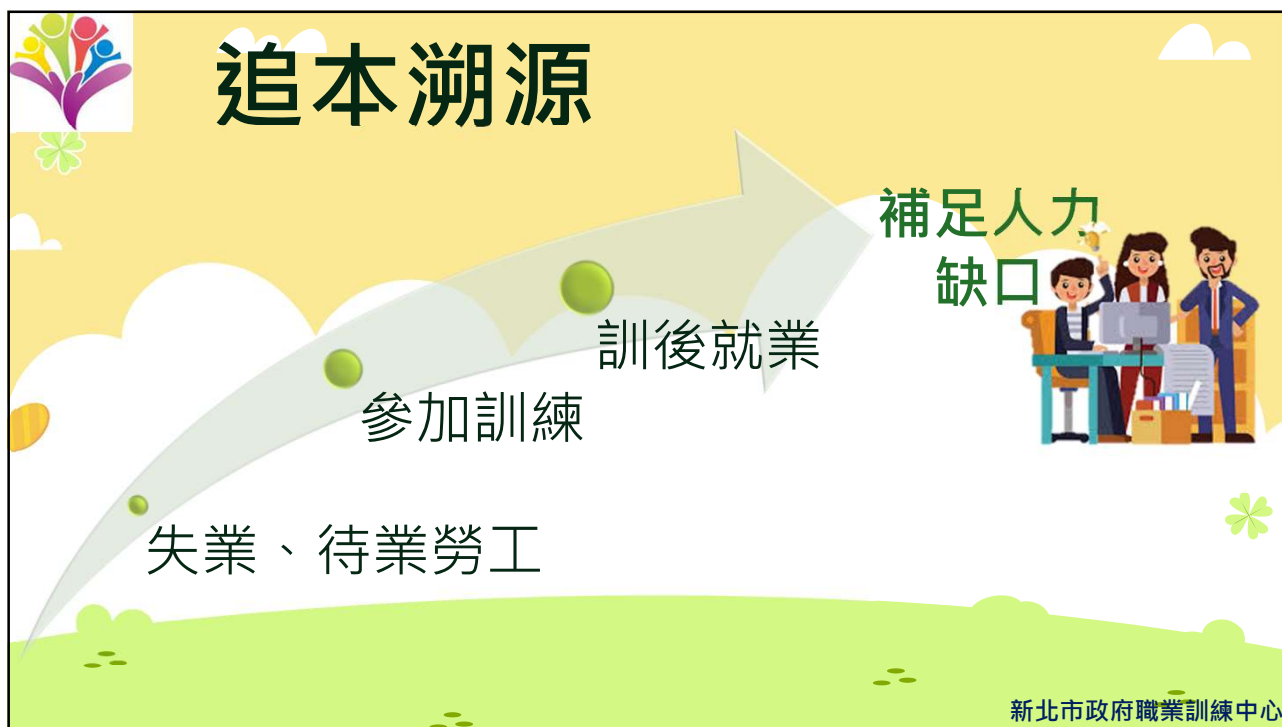 追本溯源
補足人力
缺口
訓後就業
參加訓練
失業、待業勞工
新北市政府職業訓練中心